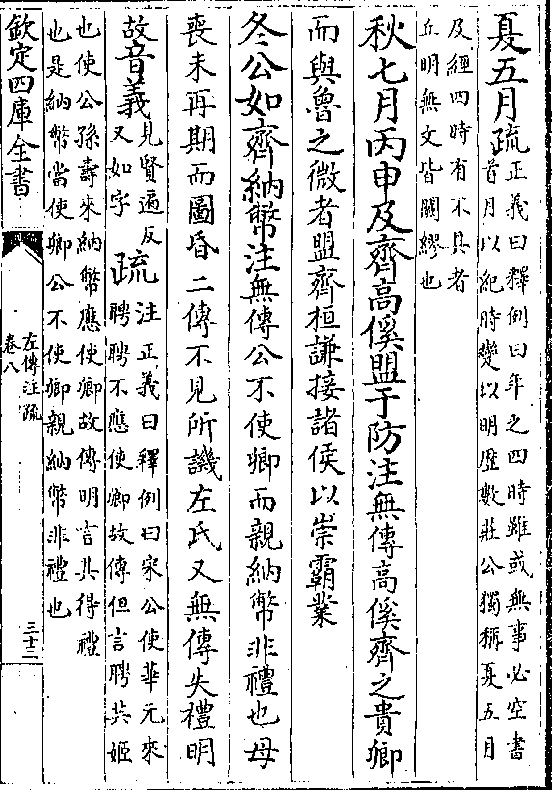 夏五月疏正義曰釋例曰年之四時雖或無事必空書
首月以紀時變以明歷數莊公獨稱夏五月
及經四時有不具者
丘明無文皆闕繆也
秋七月丙申及齊高傒盟于防注無傳高傒齊之貴卿
而與魯之微者盟齊桓謙接諸侯以崇霸業
冬公如齊納幣注無傳公不使卿而親納幣非禮也母
喪未再期而圖昏二傳不見所譏左氏又無傳失禮明
故音義見賢遍反
又如字
疏注正義曰釋例曰宋公使華元來
聘聘不應使卿故傳但言聘共姬
也使公孫壽來納幣應使卿故傳明言其得禮
也是納幣當使卿公不使卿親納幣非禮也
欽定四庫全書
左傳注疏
卷八
三十二